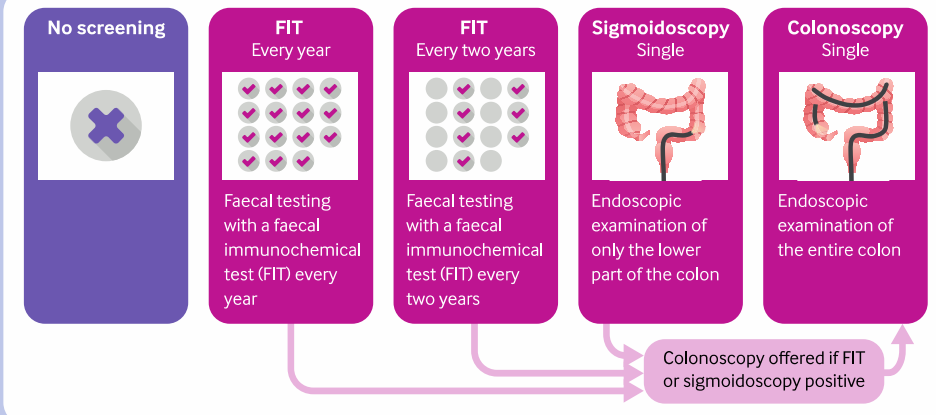 No screening
FIT
Every year
Faecal testing
with a faecal
immunochemical
test (FIT) every
year
FIT
Every two years
Faecal testing
with a faecal
immunochemical
test (FIT) every
two years
Sigmoidoscopy
Single
Endoscopic
examination of
only the lower
part of the colon
Colonoscopy
Single
Endoscopic
examination of
the entire colon
Colonoscopy offered if FIT
or sigmoidoscopy positive